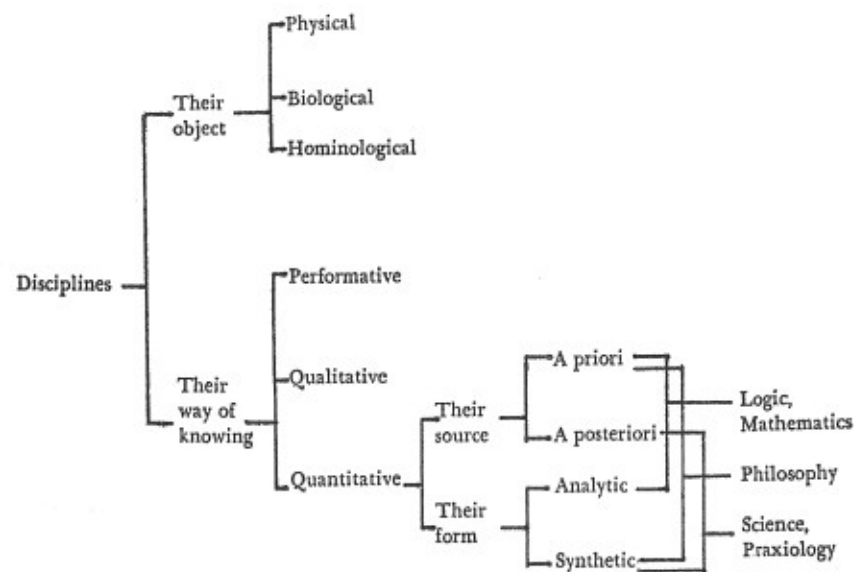 Physical
Their
object
Biological
Hominological
Disciplines
Performative
Their
way of
knowing
Qualitative
Quantitative
Their
source
A priori
A posteriori
Their
form
Analytic
Synthetic
Logic,
Mathematics
Philosophy
Science,
Praxiology